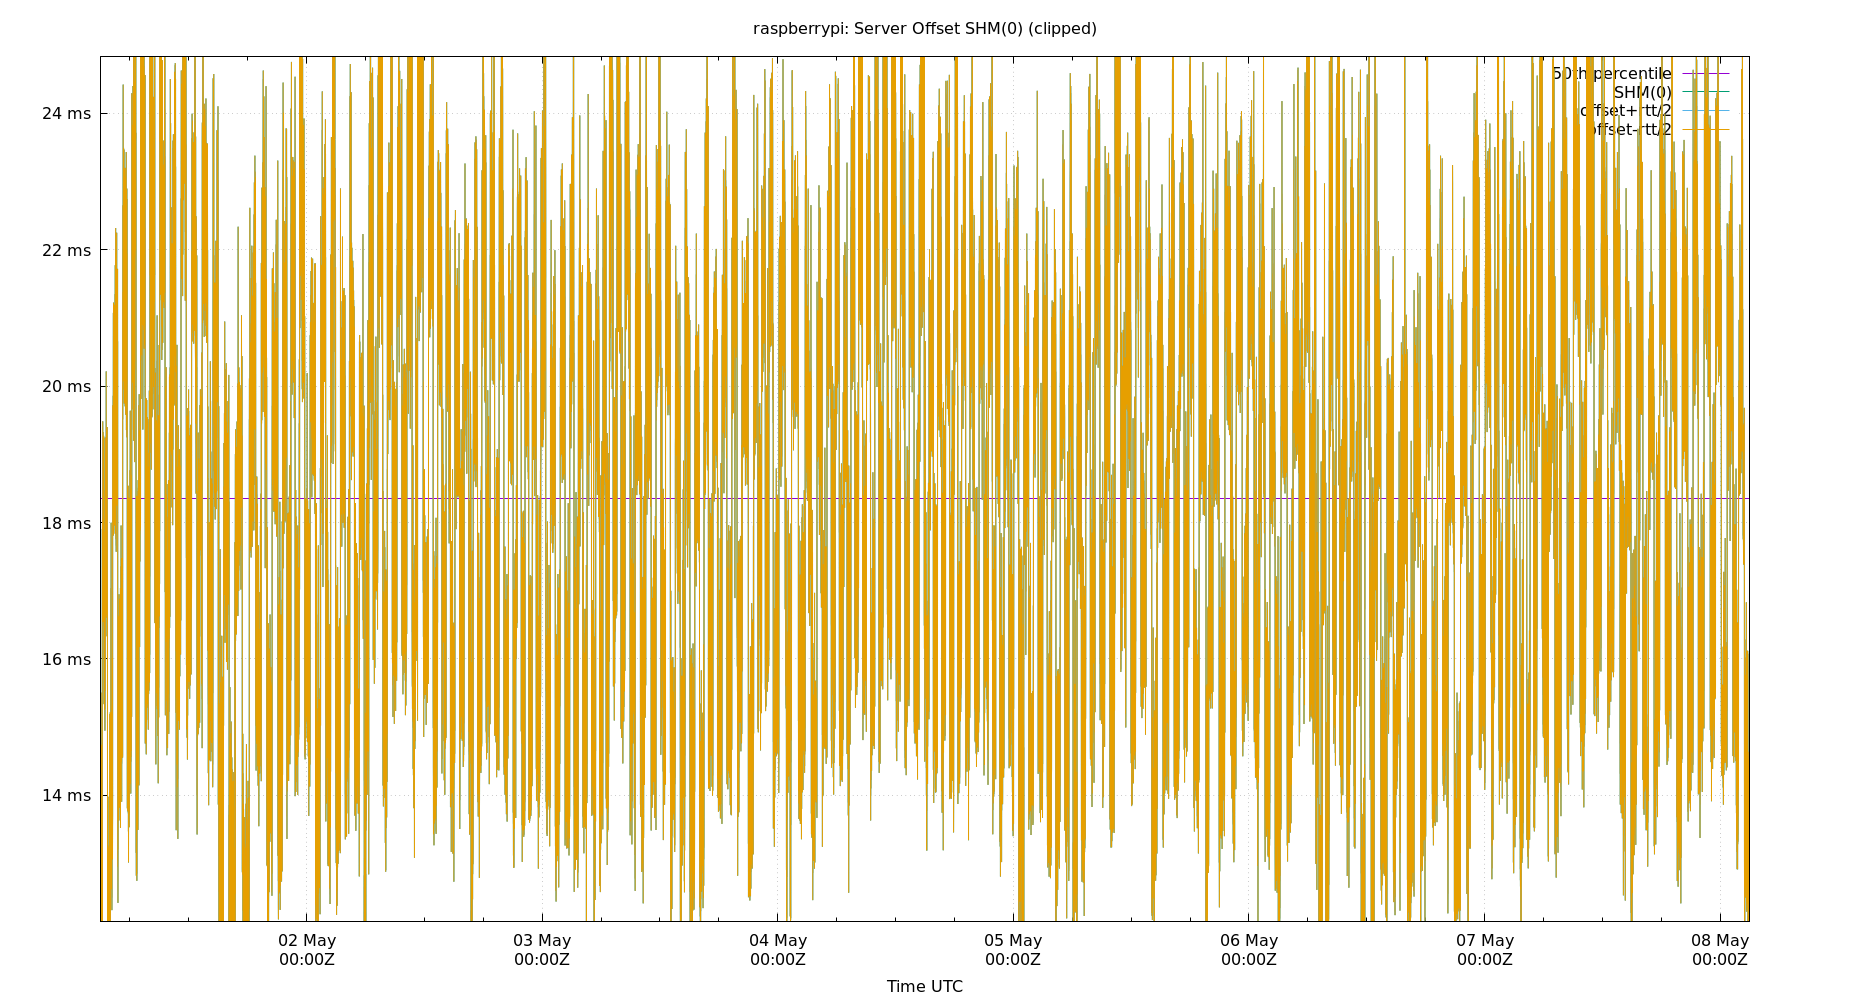 raspberrypi: Server Offset SHM(0) (clipped)
50th percentile
SHM(0)
offset+rtt/2
offset-rtt/2
24 ms
22 ms
20 ms
18 ms
16 ms
14 ms
02 May 03 May 04 May 05 May 06 May 07 May 08 May
00:00Z 00:00Z 00:00Z 00:00Z 00:00Z 00:00Z 00:00Z
Time UTC